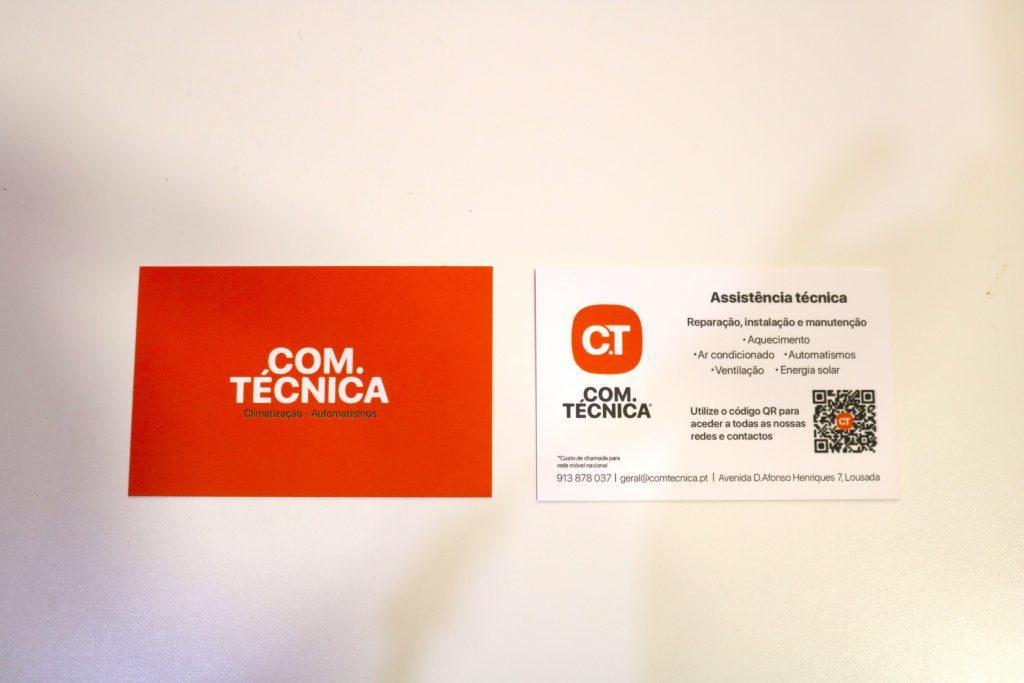 COM.
TÉCNICA
Climatização - Automatismos
C.T
COM.
TÉCNICA®
Assistência técnica
Reparação, instalação e manutenção
• Aquecimento
• Ar condicionado • Automatismos
• Ventilação • Energia solar
Utilize o código QR para
aceder a todas as nossas
redes e contactos
CT
*Custo de chamada para
rede móvel nacional
913 878 037 | geral@comtecnica.pt | Avenida D.Afonso Henriques 7, Lousada